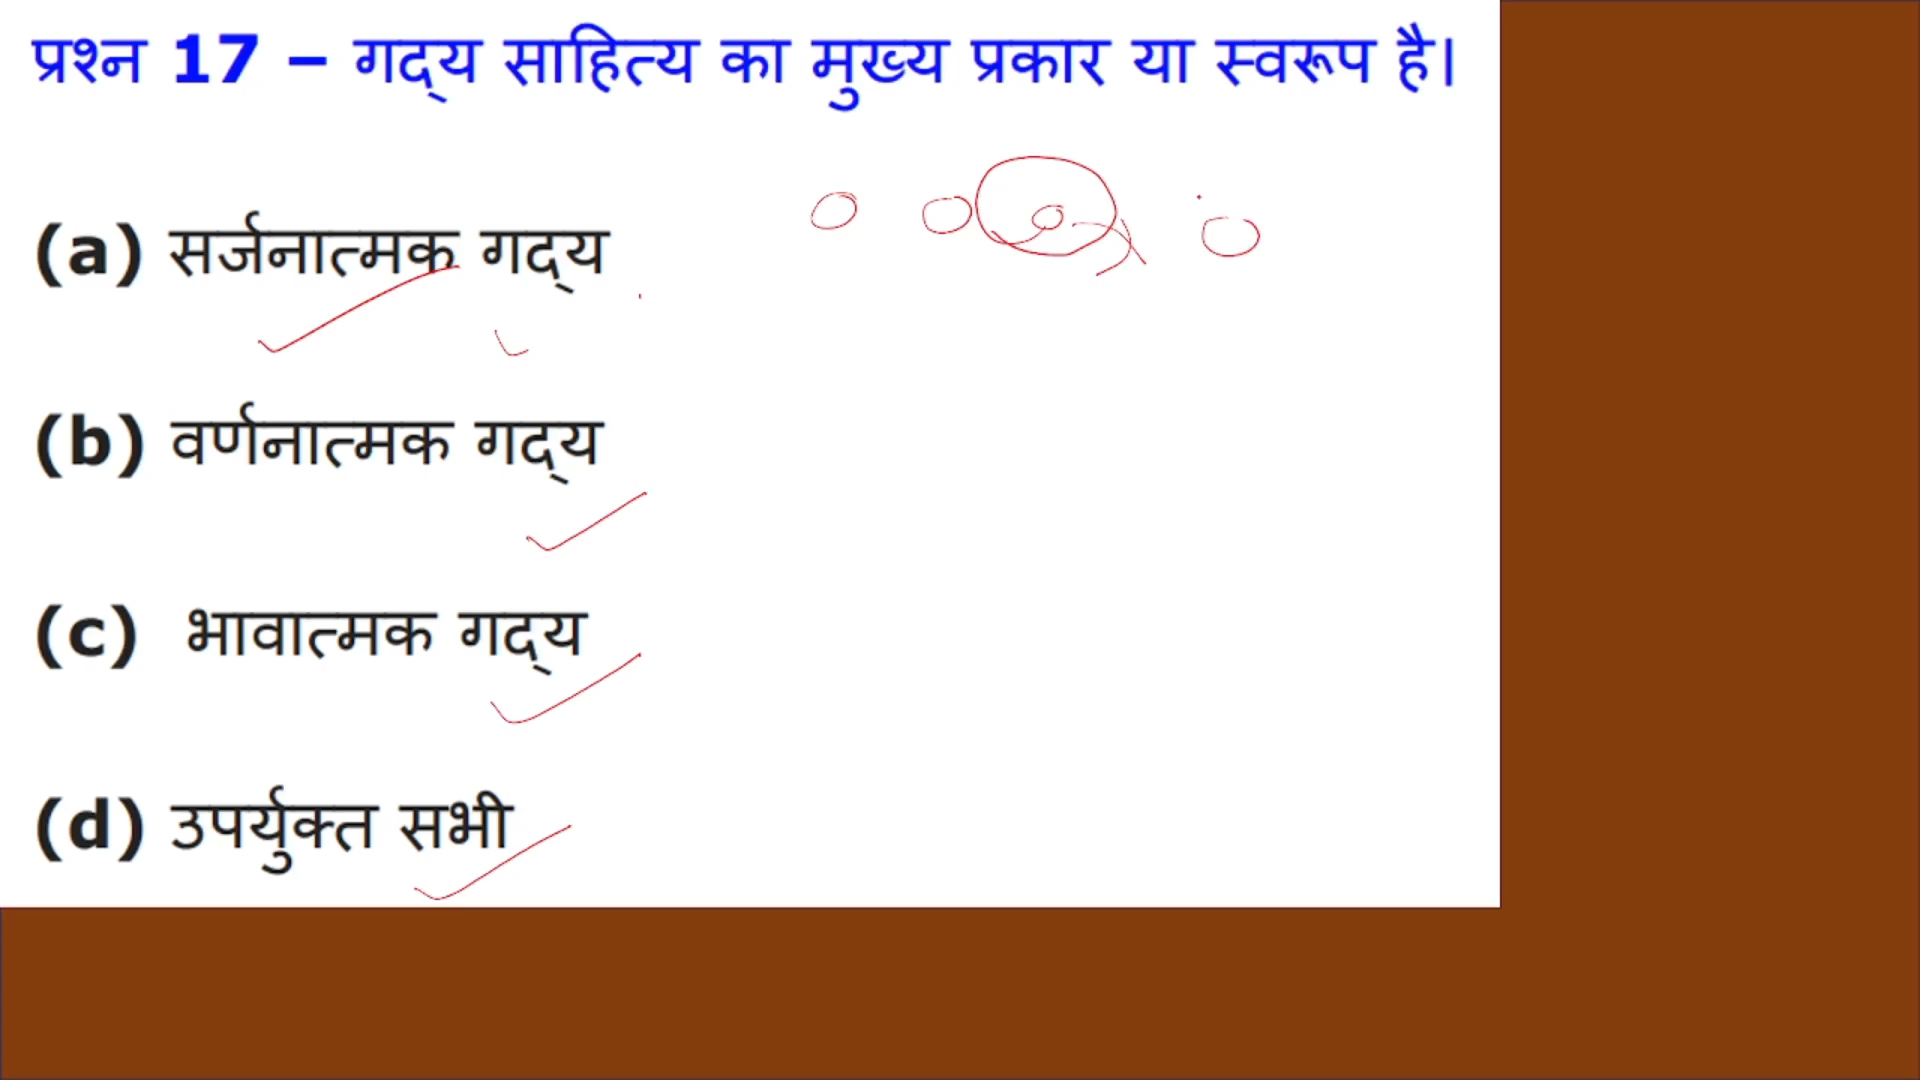 प्रश्न 17 – गद्य साहित्य का मुख्य प्रकार या स्वरूप है।
(a) सर्जनात्मक गद्य
(b) वर्णनात्मक गद्य
(c) भावात्मक गद्य
(d) उपर्युक्त सभी